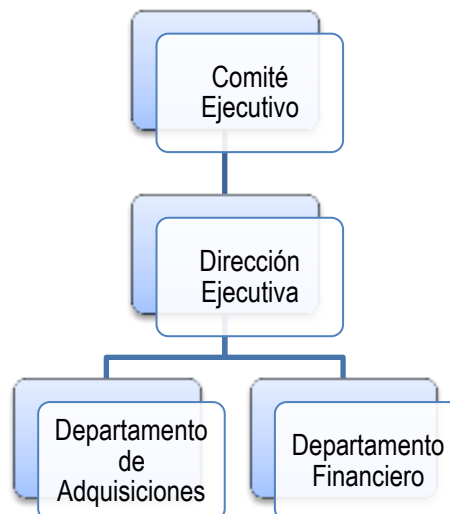 Comité
Ejecutivo
Dirección
Ejecutiva
Departamento
de
Adquisiciones
Departamento
Financiero